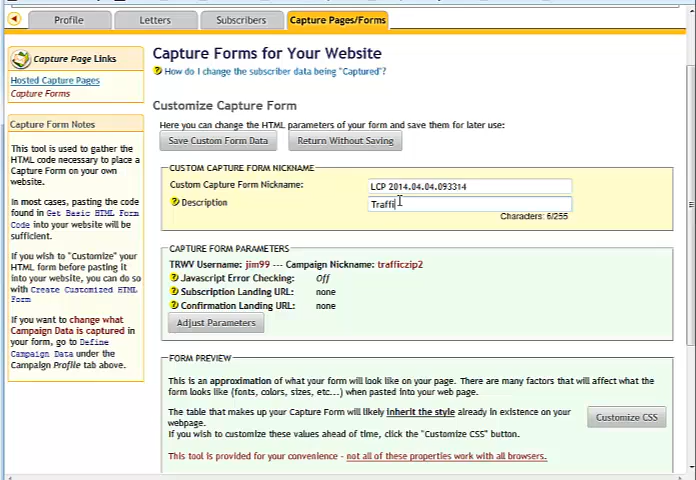 Profile
Letters
Subscribers
Capture Pages/Forms
Capture Page Links
Hosted Capture Pages
Capture Forms
Capture Form Notes
This tool is used to gather the
HTML code necessary to place a
Capture Form on your own
website.
In most cases, pasting the code
found in Get Basic HTML Form
Code into your website will be
sufficient.
If you wish to "Customize" your
HTML form before pasting it
into your website, you can do so
with Create Customized HTML
Form
If you want to change what
Campaign Data is captured in
your form, go to Define
Campaign Data under the
Campaign Profile tab above.
Capture Forms for Your Website
How do I change the subscriber data being "Captured"?
Customize Capture Form
Here you can change the HTML parameters of your form and save them for later use:
Save Custom Form Data
Return Without Saving
CUSTOM CAPTURE FORM NICKNAME
Custom Capture Form Nickname: LCP 2014.04.04.093314
Description Traffi
Characters: 6/255
CAPTURE FORM PARAMETERS
TRWV Username: jim99 --- Campaign Nickname: trafficzip2
Javascript Error Checking: Off
Subscription Landing URL: none
Confirmation Landing URL: none
Adjust Parameters
FORM PREVIEW
This is an approximation of what your form will look like on your page. There are many factors that will affect what the
form looks like (fonts, colors, sizes, etc...) when pasted into your web page.
The table that makes up your Capture Form will likely inherit the style already in existence on your
webpage.
If you wish to customize these values ahead of time, click the "Customize CSS" button.
Customize CSS
This tool is provided for your convenience - not all of these properties work with all browsers.